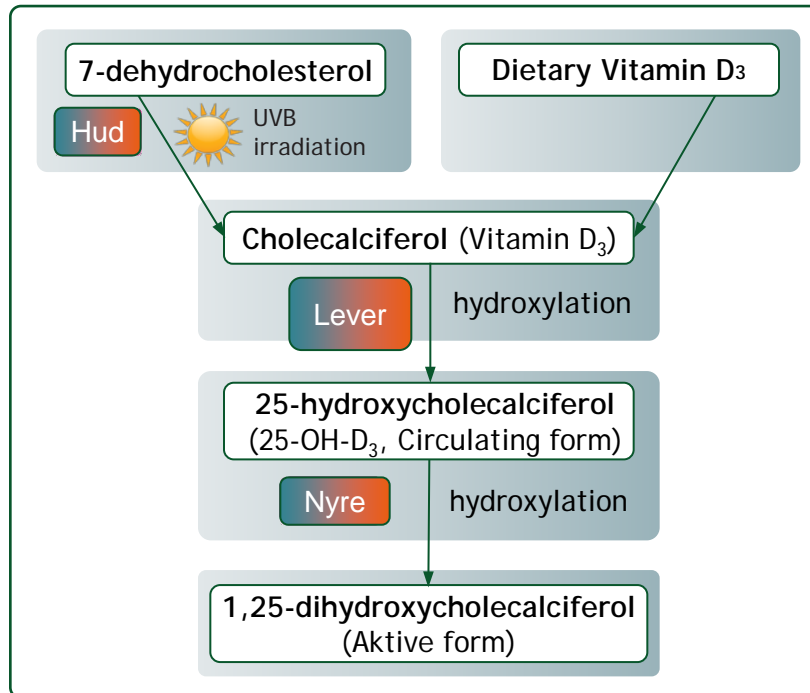 7-dehydrocholesterol
Dietary Vitamin D3
Hud
UVB
irradiation
Cholecalciferol (Vitamin D₃)
Lever
hydroxylation
25-hydroxycholecalciferol
(25-OH-D₃, Circulating form)
Nyre
hydroxylation
1,25-dihydroxycholecalciferol
(Aktive form)